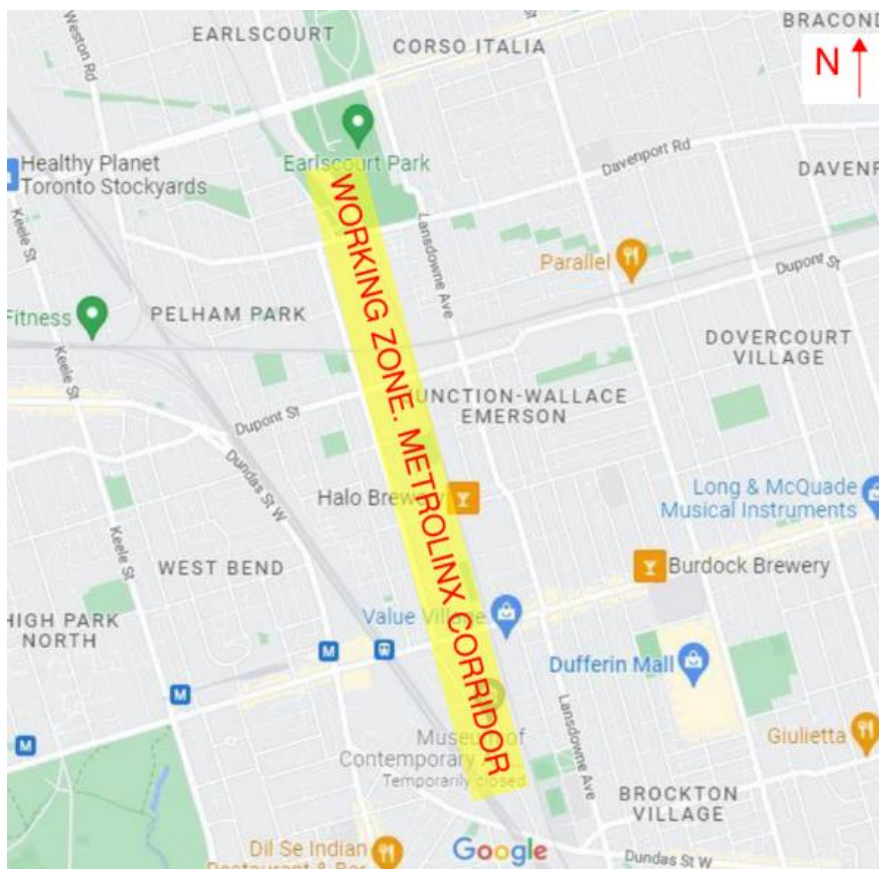 Weston Rd
EARLSCOURT
CORSO ITALIA
BRACOND
N
Earlscourt Park
Healthy Planet
Toronto Stockyards
Davenport Rd
DAVENP
Keele St
Lansdowne Ave
WORKING ZONE. METROLINX CORRIDOR
Parallel
Dupont St
PELHAM PARK
Fitness
DOVERCOURT
VILLAGE
Keele St
JUNCTION-WALLACE
EMERSON
Dupont St
Dundas St W
Halo Brewery
Long & McQuade
Musical Instruments
Keele St
WEST BEND
Burdock Brewery
HIGH PARK
NORTH
Value Village
M
M
M
Dufferin Mall
Lansdowne Ave
Museum of
Contemporary
Temporarily closed
Giulietta
BROCKTON
VILLAGE
Dil Se Indian
Restaurant & Bar
Google
Dundas St W